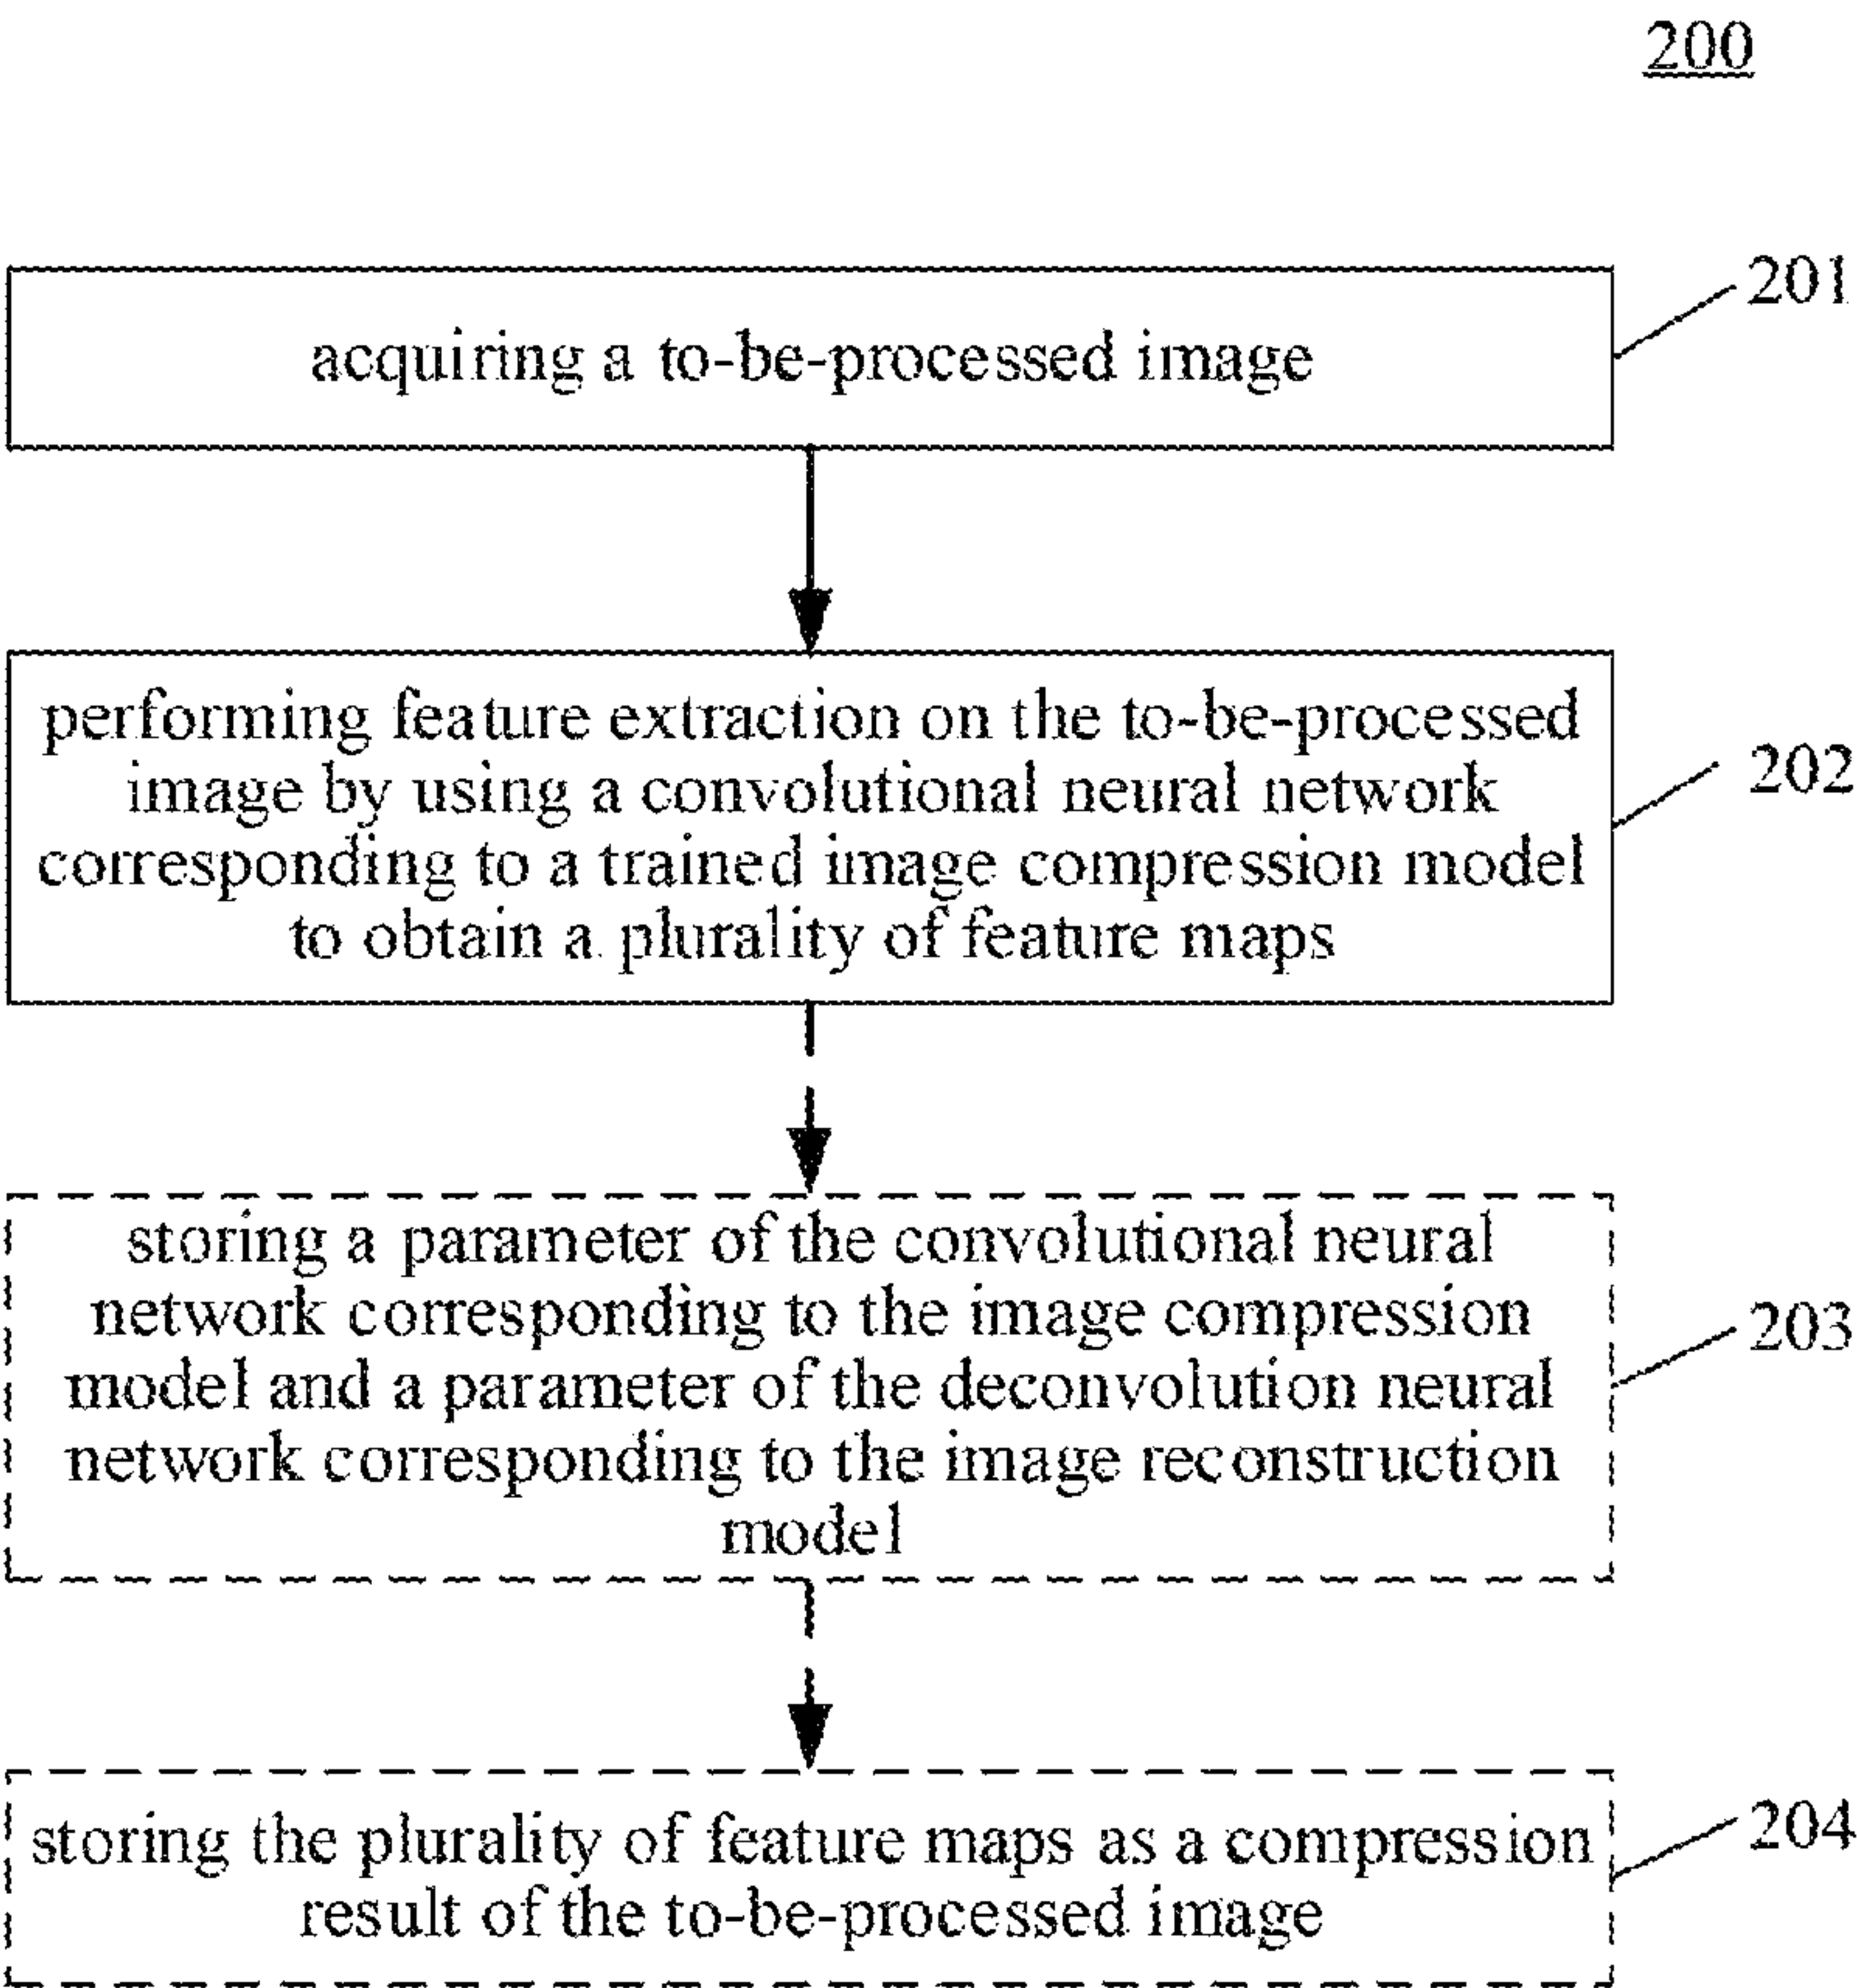 200
201
acquiring a to-be-processed image
performing feature extraction on the to-be-processed
image by using a convolutional neural network
corresponding to a trained image compression model
to obtain a plurality of feature maps
202
storing a parameter of the convolutional neural
network corresponding to the image compression
model and a parameter of the deconvolution neural
network corresponding to the image reconstruction
model
203
storing the plurality of feature maps as a compression
result of the to-be-processed image
204